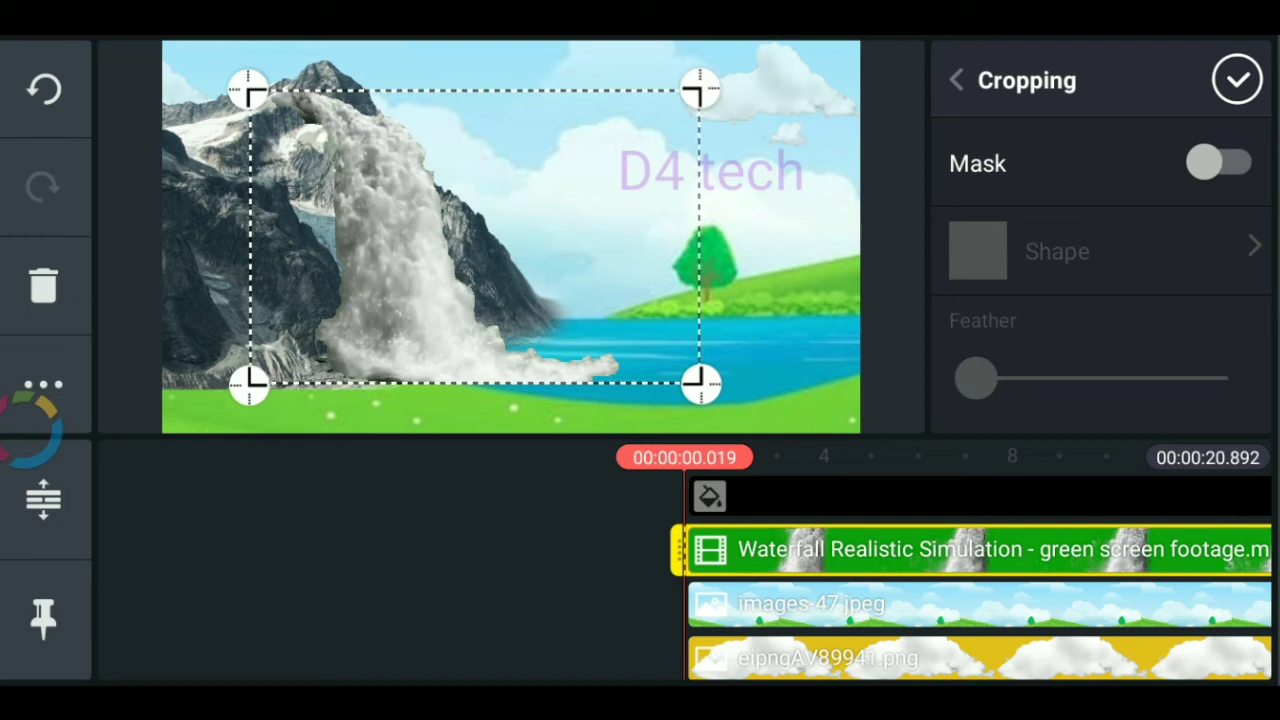 Cropping
D4 tech
Mask
Shape
Feather
00:00:00.019
4
8
00:00:20.892
Waterfall Realistic Simulation - green screen footage.m
images-47.jpeg
eipngAV89941.png